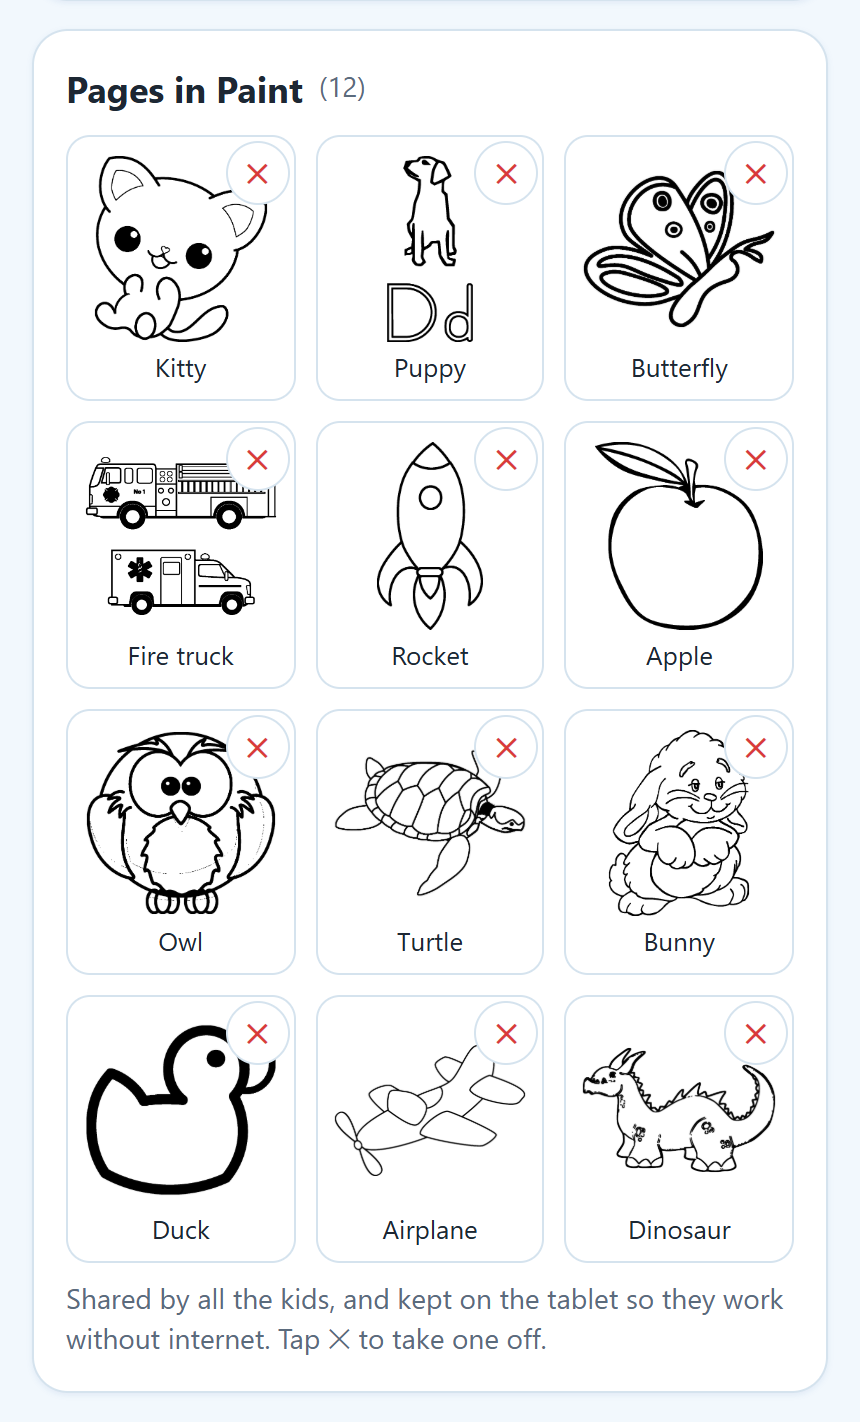 Pages in Paint (12)
Dd
Kitty
Puppy
Butterfly
No 1
Fire truck
Rocket
Apple
Owl
Turtle
Bunny
Duck
Airplane
Dinosaur
Shared by all the kids, and kept on the tablet so they work
without internet. Tap ✕ to take one off.